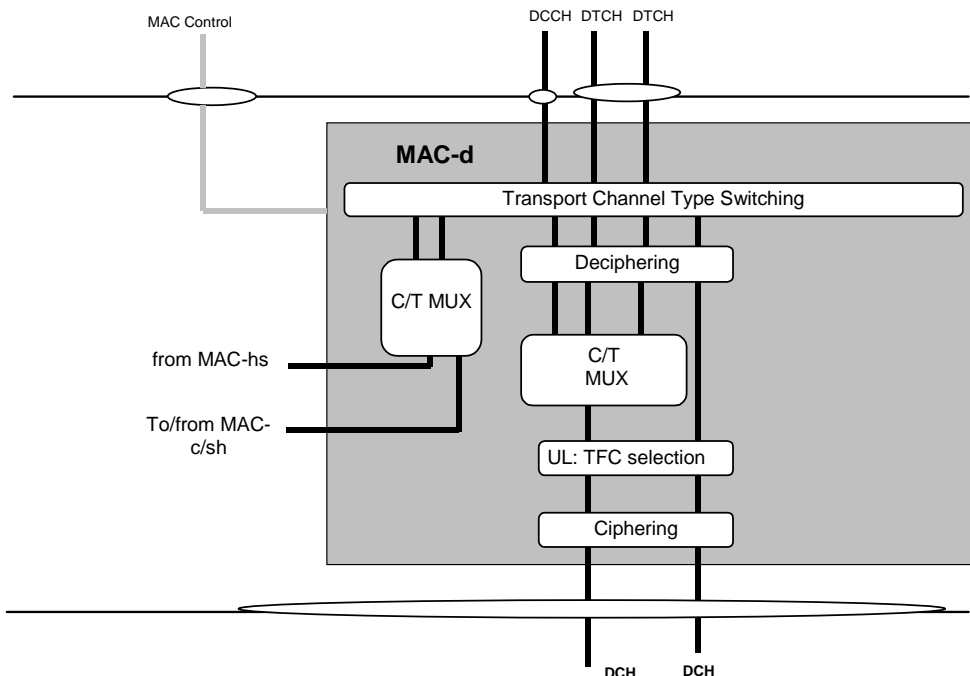 MAC Control
DCCH DTCH DTCH
MAC-d
Transport Channel Type Switching
Deciphering
C/T MUX
C/T
MUX
from MAC-hs
To/from MAC-
c/sh
UL: TFC selection
Ciphering
DCH DCH